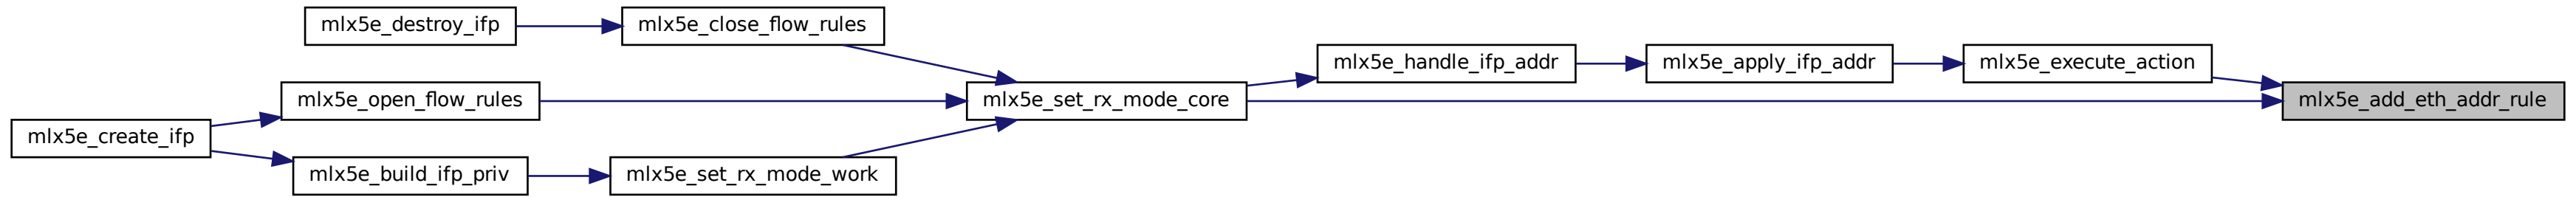 mlx5e_destroy_ifp
mlx5e_close_flow_rules
mlx5e_handle_ifp_addr
mlx5e_apply_ifp_addr
mlx5e_execute_action
mlx5e_open_flow_rules
mlx5e_set_rx_mode_core
mlx5e_add_eth_addr_rule
mlx5e_create_ifp
mlx5e_build_ifp_priv
mlx5e_set_rx_mode_work